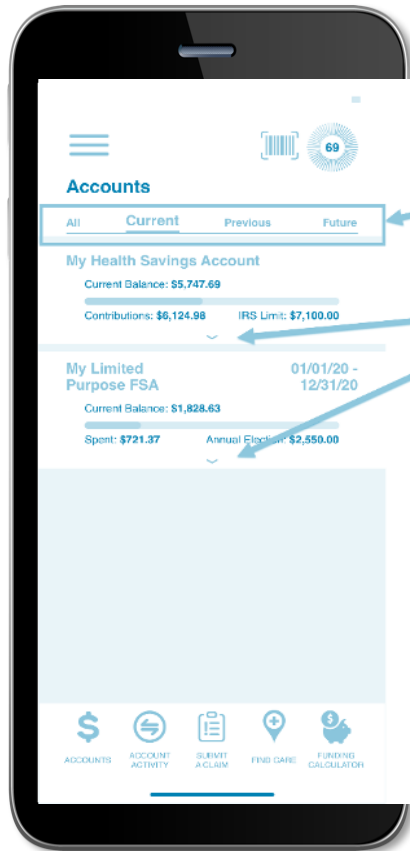 69
Accounts
All Current Previous Future
My Health Savings Account
Current Balance: $5,747.69
Contributions: $6,124.98 IRS Limit: $7,100.00
My Limited 01/01/20 -
Purpose FSA 12/31/20
Current Balance: $1,828.63
Spent: $721.37 Annual Election: $2,550.00
ACCOUNTS ACCOUNT SUBMIT FIND CARE FUNDING
ACTIVITY A CLAIM CALCULATOR